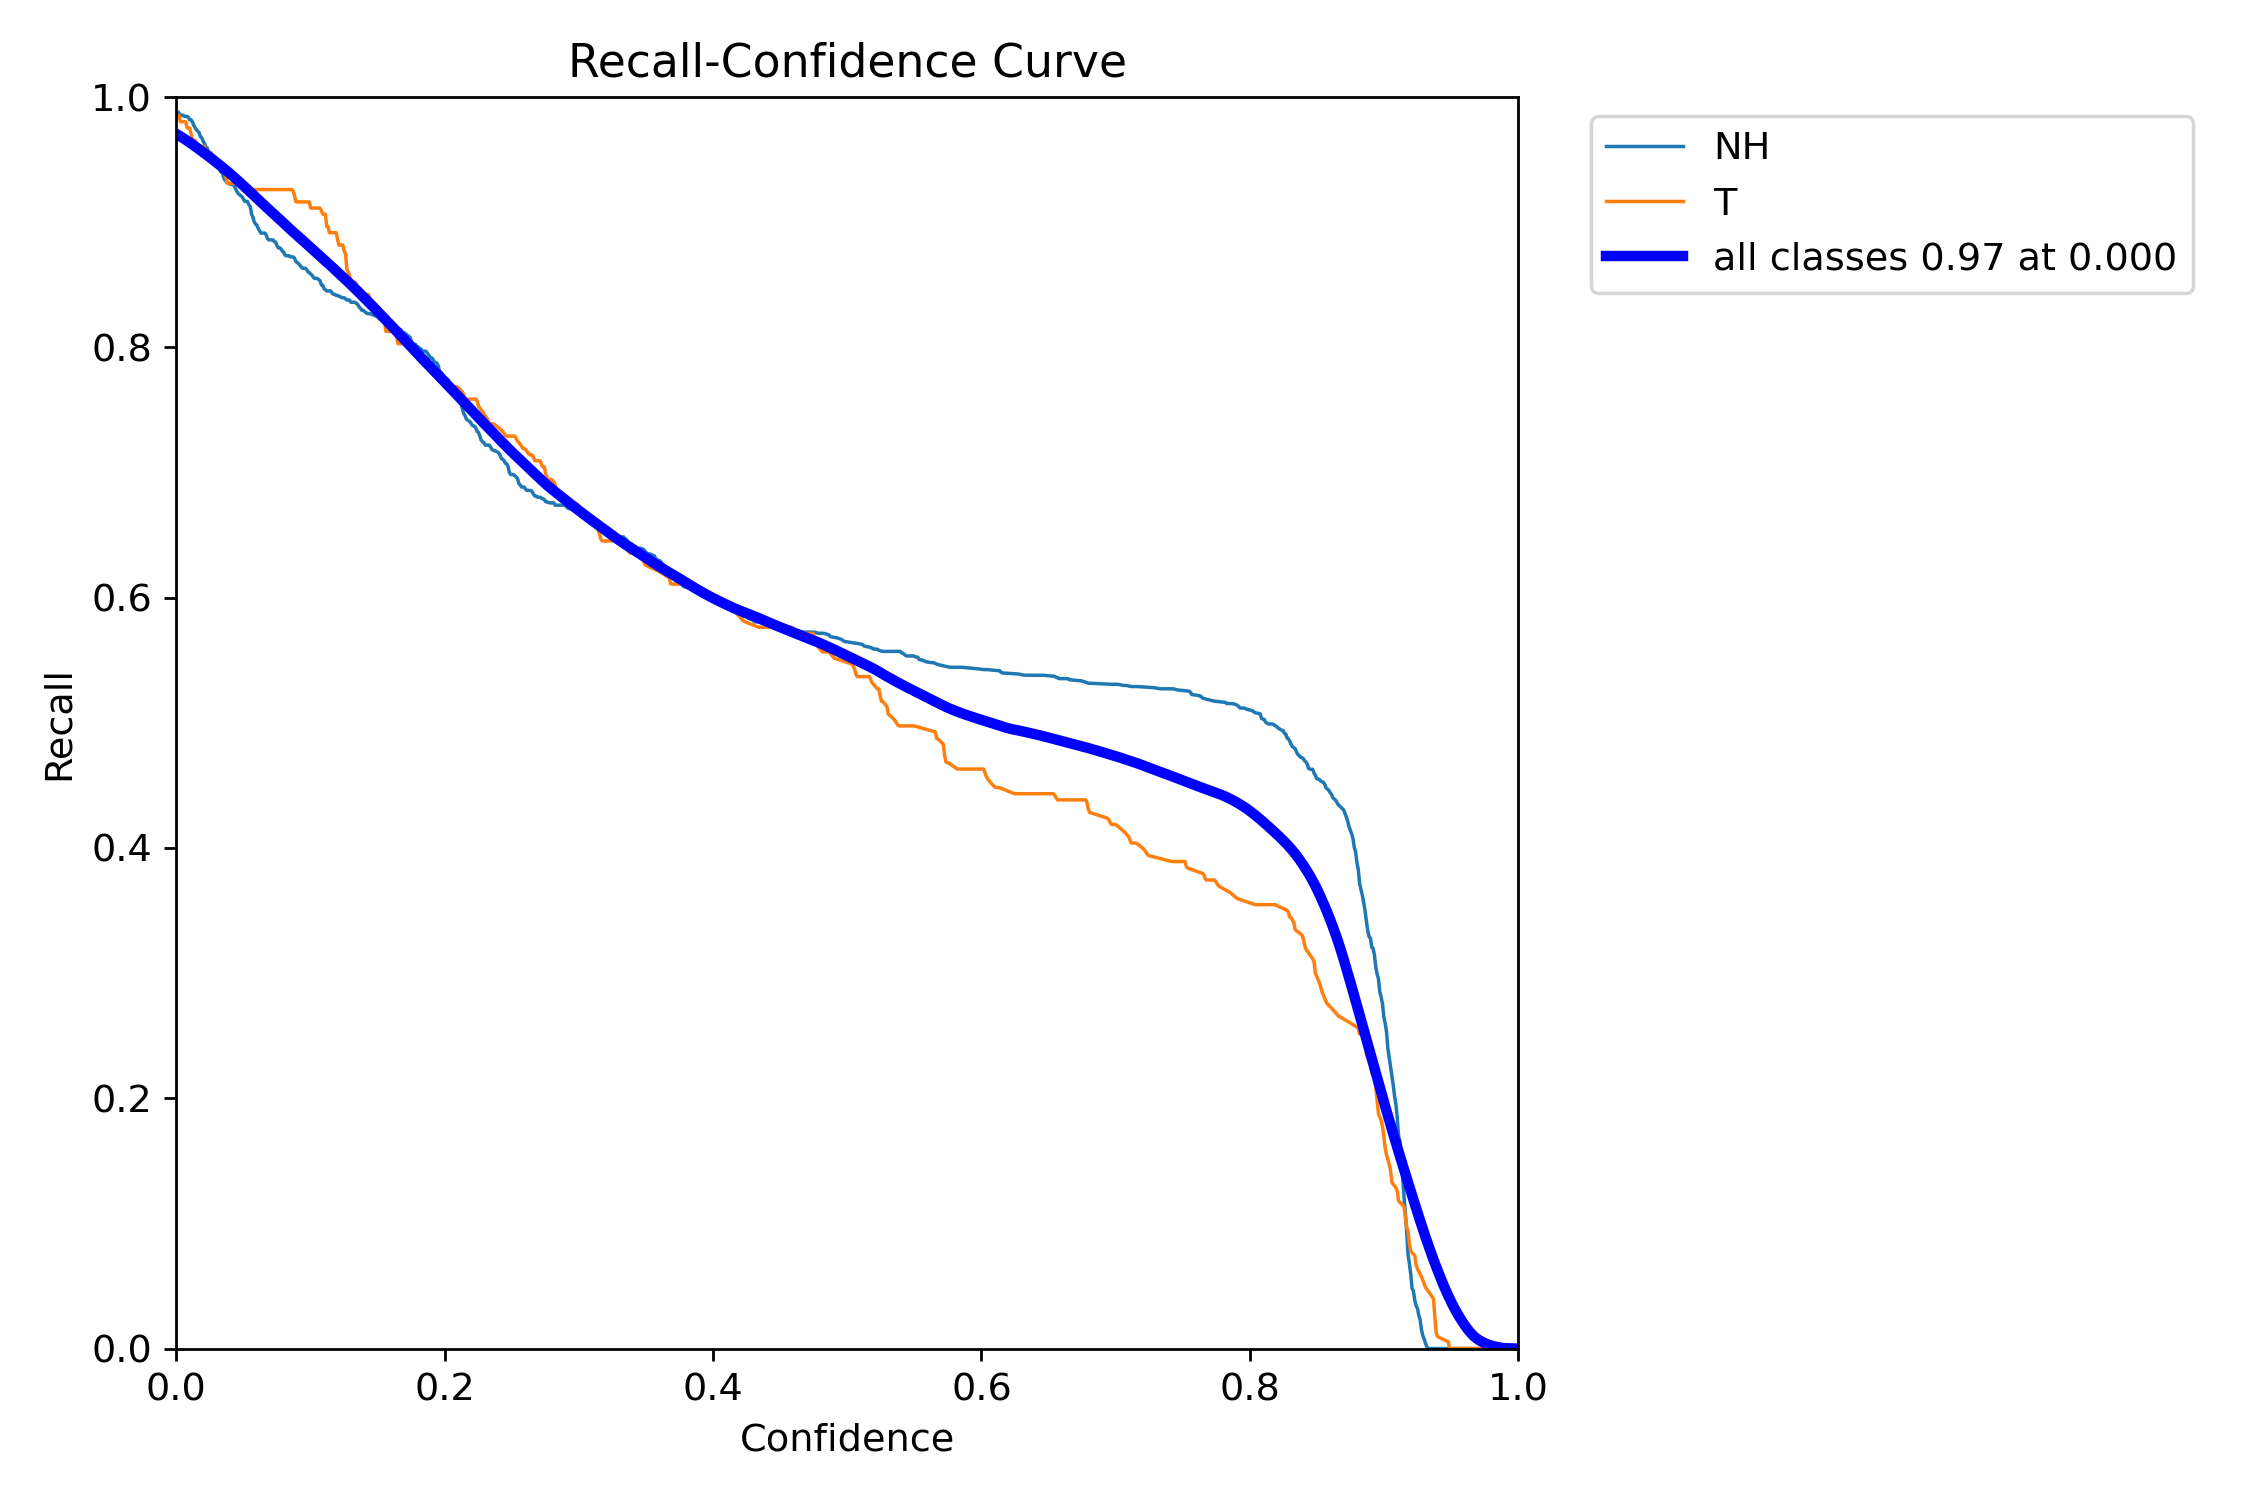 Recall-Confidence Curve
1.0
0.8
0.6
0.4
0.2
0.0
Recall
0.0 0.2 0.4 0.6 0.8 1.0
Confidence
NH
T
all classes 0.97 at 0.000